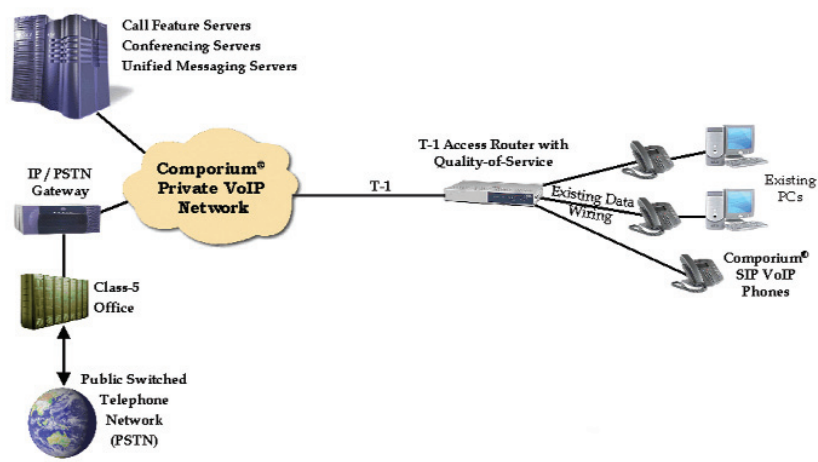 Call Feature Servers
Conferencing Servers
Unified Messaging Servers
IP / PSTN
Gateway
Comporium®
Private VoIP
Network
T-1
T-1 Access Router with
Quality-of-Service
Existing Data
Wiring
Existing
PCs
Comporium®
SIP VoIP
Phones
Class-5
Office
Public Switched
Telephone
Network
(PSTN)